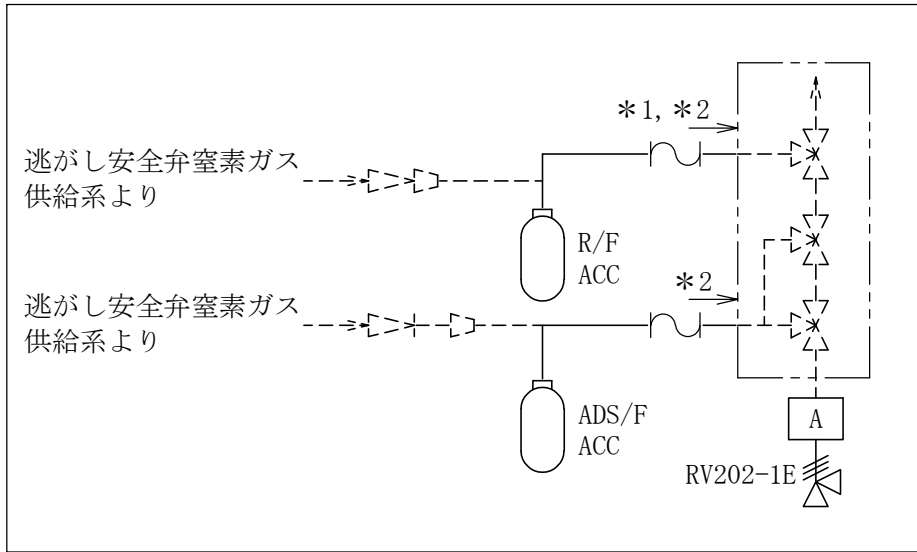 *1, *2
逃がし安全弁窒素ガス
供給系より
R/F
ACC
*2
逃がし安全弁窒素ガス
供給系より
ADS/F
ACC
A
RV202-1E